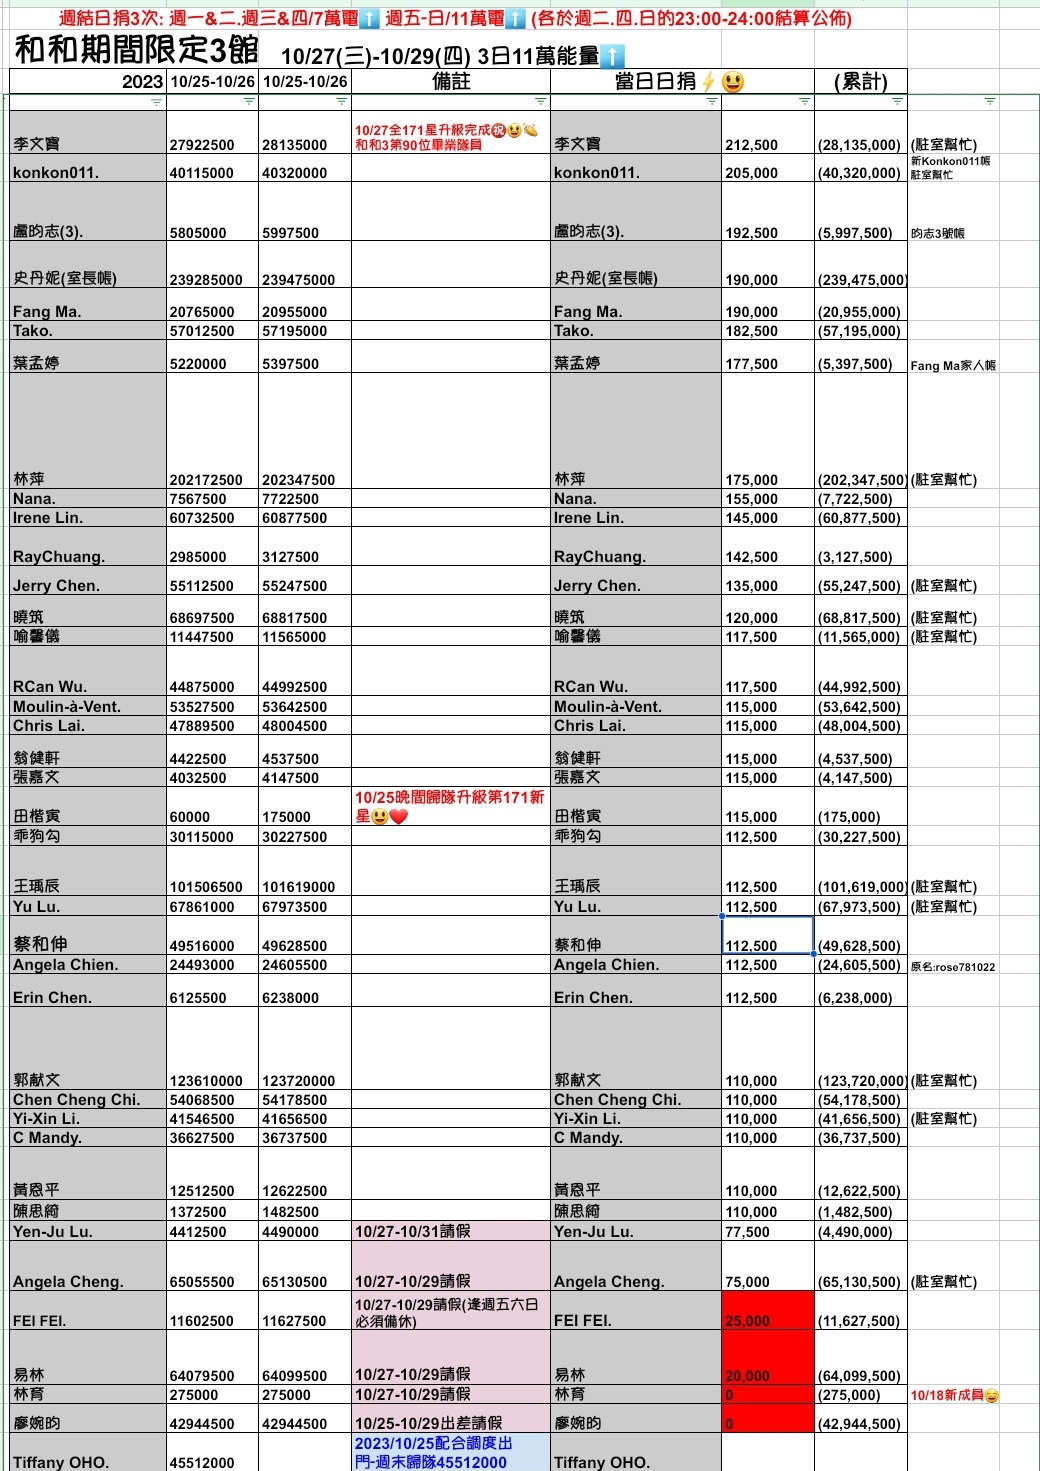 週結日捐3次: 週一&二.週三&四/7萬電⬆️ 週五-日/11萬電⬆️ (各於週二.四.日的23:00-24:00結算公佈)
和和期間限定3館 10/27(三)-10/29(四) 3日11萬能量⬆️
2023 10/25-10/26 10/25-10/26 備註 當日日捐⚡😃 (累計)
10/27全171星升級完成㊗️😆👏
李文寶 27922500 28135000 和和3第90位畢業隊員 李文寶 212,500 (28,135,000) (駐室幫忙)
新Konkon011帳
konkon011. 40115000 40320000 konkon011. 205,000 (40,320,000) 駐室幫忙
盧昀志(3). 5805000 5997500 盧昀志(3). 192,500 (5,997,500) 昀志3號帳
史丹妮(室長帳) 239285000 239475000 史丹妮(室長帳) 190,000 (239,475,000)
Fang Ma. 20765000 20955000 Fang Ma. 190,000 (20,955,000)
Tako. 57012500 57195000 Tako. 182,500 (57,195,000)
葉孟婷 5220000 5397500 葉孟婷 177,500 (5,397,500) Fang Ma家人帳
林萍 202172500 202347500 林萍 175,000 (202,347,500) (駐室幫忙)
Nana. 7567500 7722500 Nana. 155,000 (7,722,500)
Irene Lin. 60732500 60877500 Irene Lin. 145,000 (60,877,500)
RayChuang. 2985000 3127500 RayChuang. 142,500 (3,127,500)
Jerry Chen. 55112500 55247500 Jerry Chen. 135,000 (55,247,500) (駐室幫忙)
曉筑 68697500 68817500 曉筑 120,000 (68,817,500) (駐室幫忙)
喻馨儀 11447500 11565000 喻馨儀 117,500 (11,565,000) (駐室幫忙)
RCan Wu. 44875000 44992500 RCan Wu. 117,500 (44,992,500)
Moulin-à-Vent. 53527500 53642500 Moulin-à-Vent. 115,000 (53,642,500)
Chris Lai. 47889500 48004500 Chris Lai. 115,000 (48,004,500)
翁健軒 4422500 4537500 翁健軒 115,000 (4,537,500)
張嘉文 4032500 4147500 張嘉文 115,000 (4,147,500)
10/25晚間歸隊升級第171新
田楷寅 60000 175000 星😃❤️ 田楷寅 115,000 (175,000)
乖狗勾 30115000 30227500 乖狗勾 112,500 (30,227,500)
王瑀辰 101506500 101619000 王瑀辰 112,500 (101,619,000) (駐室幫忙)
Yu Lu. 67861000 67973500 Yu Lu. 112,500 (67,973,500) (駐室幫忙)
蔡和伸 49516000 49628500 蔡和伸 112,500 (49,628,500)
Angela Chien. 24493000 24605500 Angela Chien. 112,500 (24,605,500) 原名:rose781022
Erin Chen. 6125500 6238000 Erin Chen. 112,500 (6,238,000)
郭献文 123610000 123720000 郭献文 110,000 (123,720,000) (駐室幫忙)
Chen Cheng Chi. 54068500 54178500 Chen Cheng Chi. 110,000 (54,178,500)
Yi-Xin Li. 41546500 41656500 Yi-Xin Li. 110,000 (41,656,500) (駐室幫忙)
C Mandy. 36627500 36737500 C Mandy. 110,000 (36,737,500)
黃恩平 12512500 12622500 黃恩平 110,000 (12,622,500)
陳思綺 1372500 1482500 陳思綺 110,000 (1,482,500)
Yen-Ju Lu. 4412500 4490000 10/27-10/31請假 Yen-Ju Lu. 77,500 (4,490,000)
Angela Cheng. 65055500 65130500 10/27-10/29請假 Angela Cheng. 75,000 (65,130,500) (駐室幫忙)
10/27-10/29請假(逢週五六日
FEI FEI. 11602500 11627500 必須備休) FEI FEI. 25,000 (11,627,500)
易林 64079500 64099500 10/27-10/29請假 易林 20,000 (64,099,500)
林育 275000 275000 10/27-10/29請假 林育 0 (275,000) 10/18新成員😄
廖婉昀 42944500 42944500 10/25-10/29出差請假 廖婉昀 0 (42,944,500)
2023/10/25配合調度出
Tiffany OHO. 45512000 門-週末歸隊45512000 Tiffany OHO.